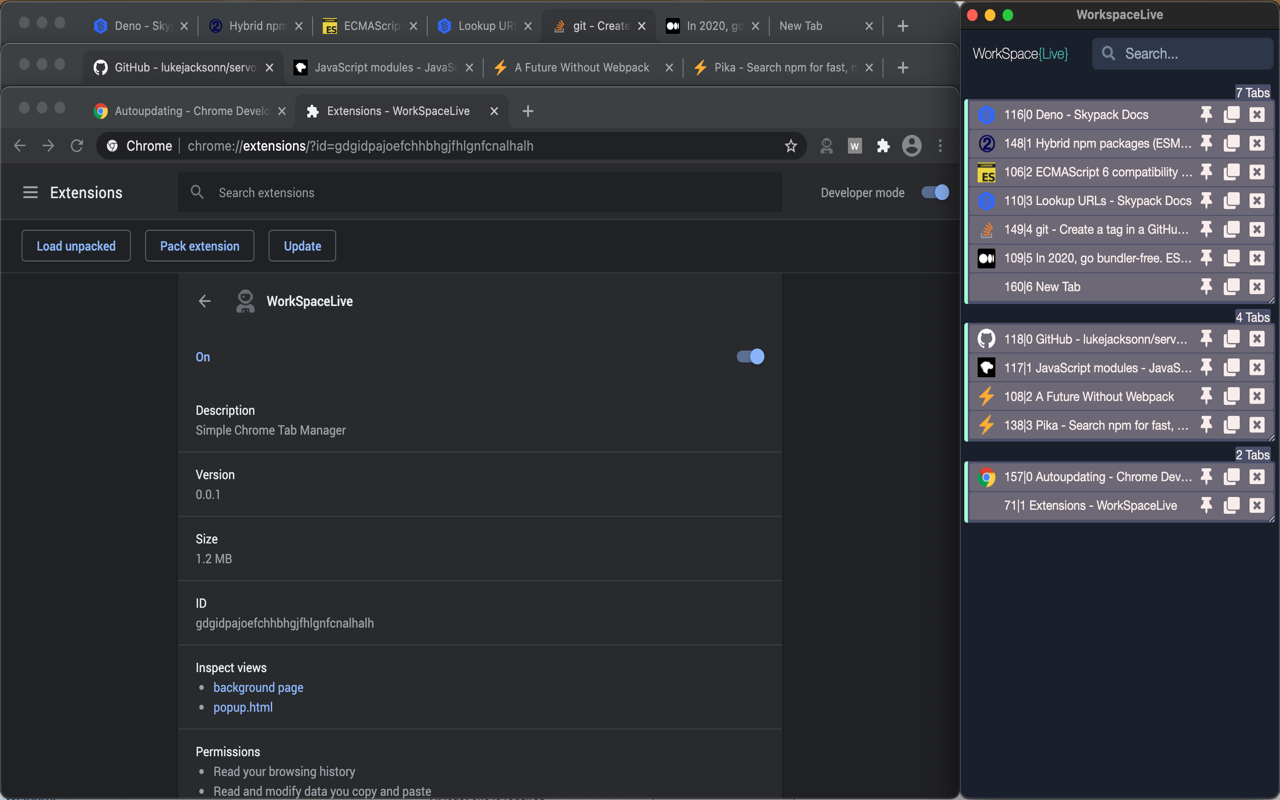 Deno - Skyp
Hybrid npm
ECMAScrip
Lookup UR
git - Create
In 2020, go
New Tab
GitHub - lukejacksonn/servo
JavaScript modules - JavaSc
A Future Without Webpack
Pika - Search npm for fast, m
Autoupdating - Chrome Develo
Extensions - WorkSpaceLive
Chrome | chrome://extensions/?id=gdgidpajoefchhbhgjfhlgnfcnalhalh
W
Extensions
Search extensions
Developer mode
Load unpacked
Pack extension
Update
WorkSpaceLive
On
Description
Simple Chrome Tab Manager
Version
0.0.1
Size
1.2 MB
ID
gdgidpajoefchhbhgjfhlgnfcnalhalh
Inspect views
background page
popup.html
Permissions
Read your browsing history
Read and modify data you copy and paste
WorkspaceLive
WorkSpace{Live}
Search...
7 Tabs
116|0 Deno - Skypack Docs
2
148|1 Hybrid npm packages (ESM...
ES
106|2 ECMAScript 6 compatibility ...
110|3 Lookup URLs - Skypack Docs
149|4 git - Create a tag in a GitHu...
109|5 In 2020, go bundler-free. ES...
160|6 New Tab
4 Tabs
118|0 GitHub - lukejacksonn/serv...
117|1 JavaScript modules - JavaS...
108|2 A Future Without Webpack
138|3 Pika - Search npm for fast, ...
2 Tabs
157|0 Autoupdating - Chrome Dev...
71|1 Extensions - WorkSpaceLive